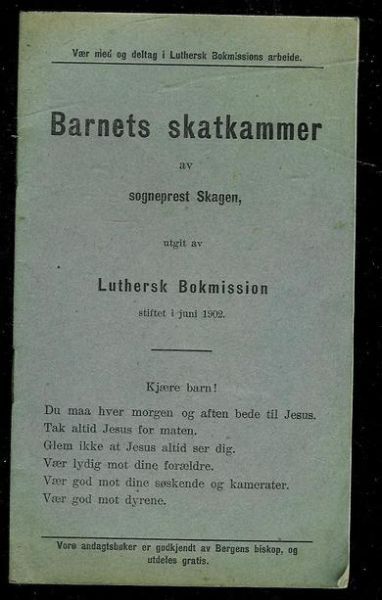 Vær med og deltag i Luthersk Bokmissions arbeide.
Barnets skatkammer
av
sogneprest Skagen,
utgit av
Luthersk Bokmission
stiftet i juni 1902.
Kjære barn!
Du maa hver morgen og aften bede til Jesus.
Tak altid Jesus for maten.
Glem ikke at Jesus altid ser dig.
Vær lydig mot dine forældre.
Vær god mot dine søskende og kamerater.
Vær god mot dyrene.
Vore andagtsbøker er godkjendt av Bergens biskop, og
utdeles gratis.